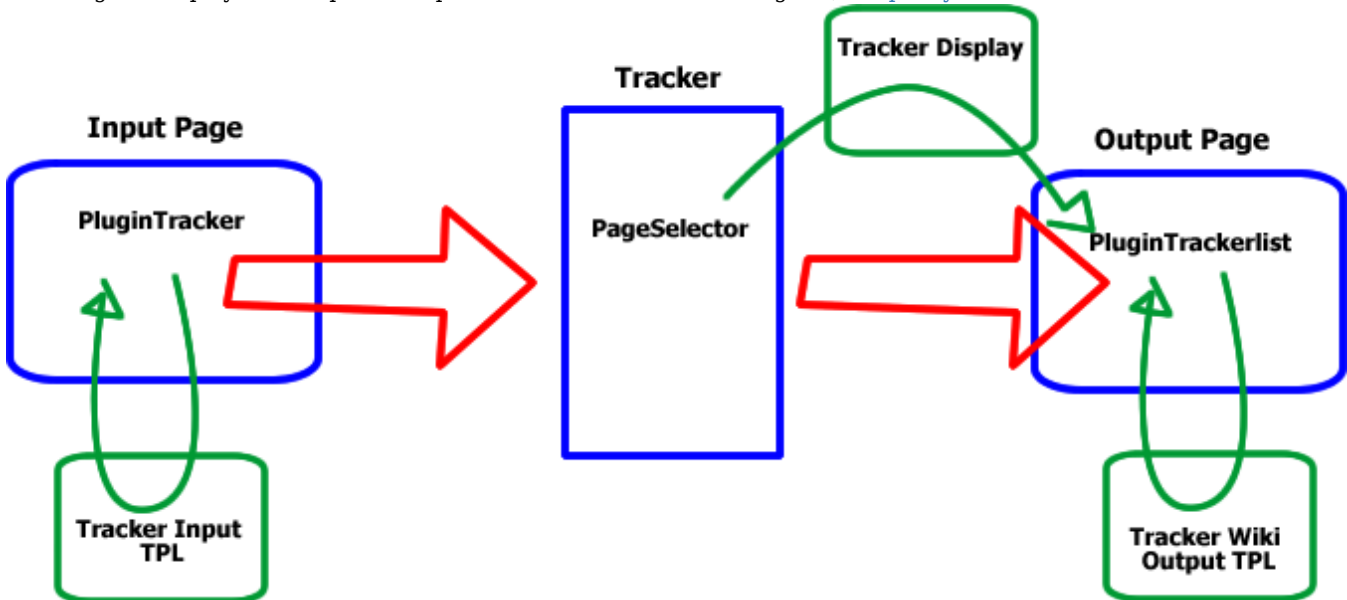 Tracker Display
Tracker
Input Page
Output Page
PluginTracker
PageSelector
PluginTrackerlist
Tracker Input
TPL
Tracker Wiki
Output TPL